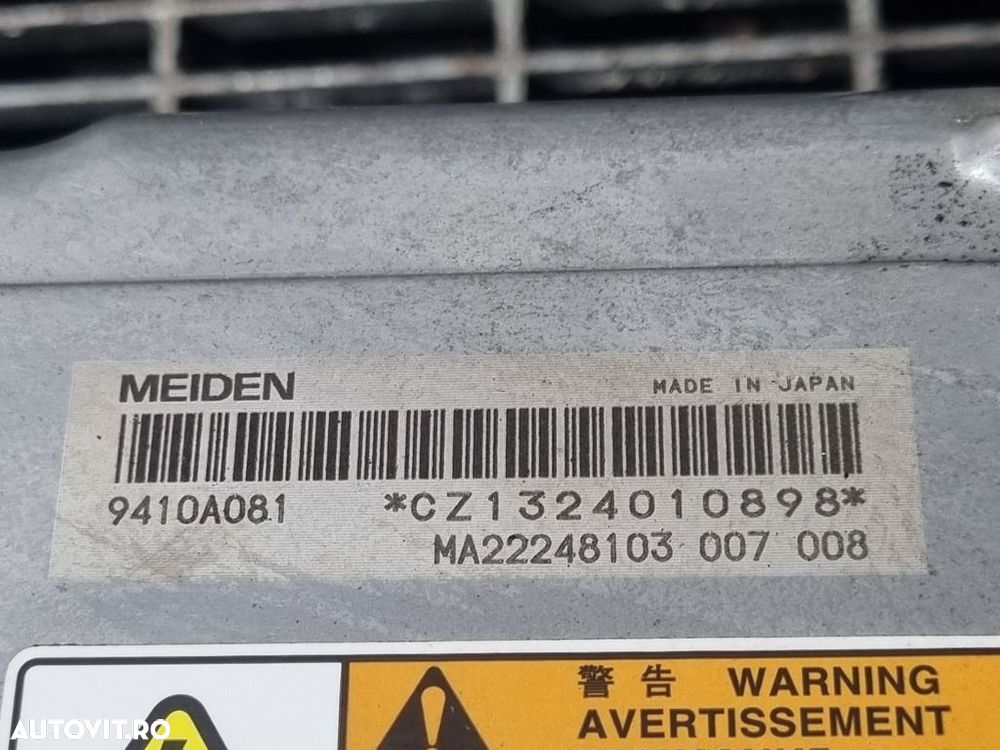 MEIDEN
MADE IN JAPAN
9410A081
*CZ1324010898*
MA22248103 007 008
警告 WARNING
AVERTISSEMENT
AUTOVIT.RO